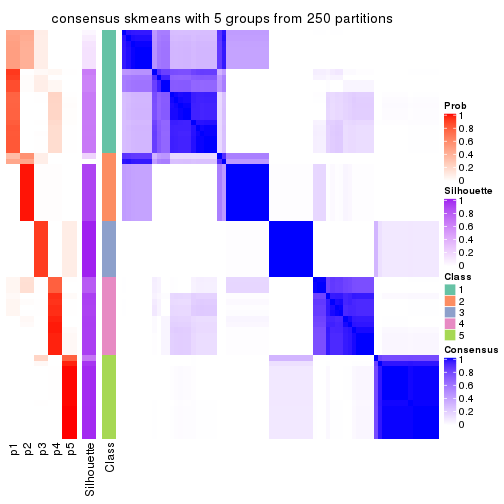 consensus skmeans with 5 groups from 250 partitions
Prob
1
0.8
0.6
0.4
0.2
0
Silhouette
1
0.8
0.6
0.4
0.2
0
Class
1
2
3
4
5
Consensus
1
0.8
0.6
0.4
0.2
0
p1
p2
p3
p4
p5
Silhouette
Class